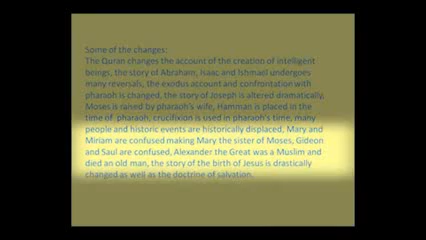 Some of the changes:
The Quran changes the account of the creation of intelligent
beings, the story of Abraham, Isaac and Ishmael undergoes
many reversals, the exodus account and confrontation with
pharaoh is changed, the story of Joseph is altered dramatically,
Moses is raised by pharaoh's wife, Hamman is placed in the
time of pharaoh, crucifixion is used in pharaoh's time, many
people and historic events are historically displaced, Mary and
Miriam are confused making Mary the sister of Moses, Gideon
and Saul are confused, Alexander the Great was a Muslim and
died an old man, the story of the birth of Jesus is drastically
changed as well as the doctrine of salvation.